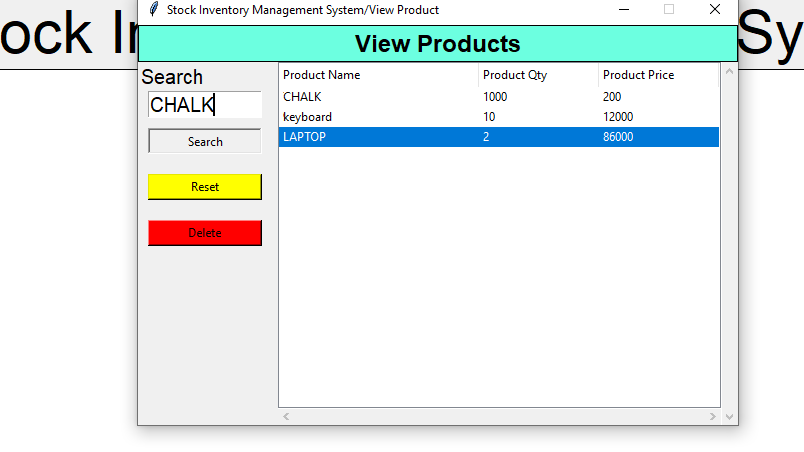 Stock Inventory Management System/View Product
ock In
Sy
View Products
Search
CHALK
Search
Reset
Delete
Product Name Product Qty Product Price
CHALK 1000 200
keyboard 10 12000
LAPTOP 2 86000